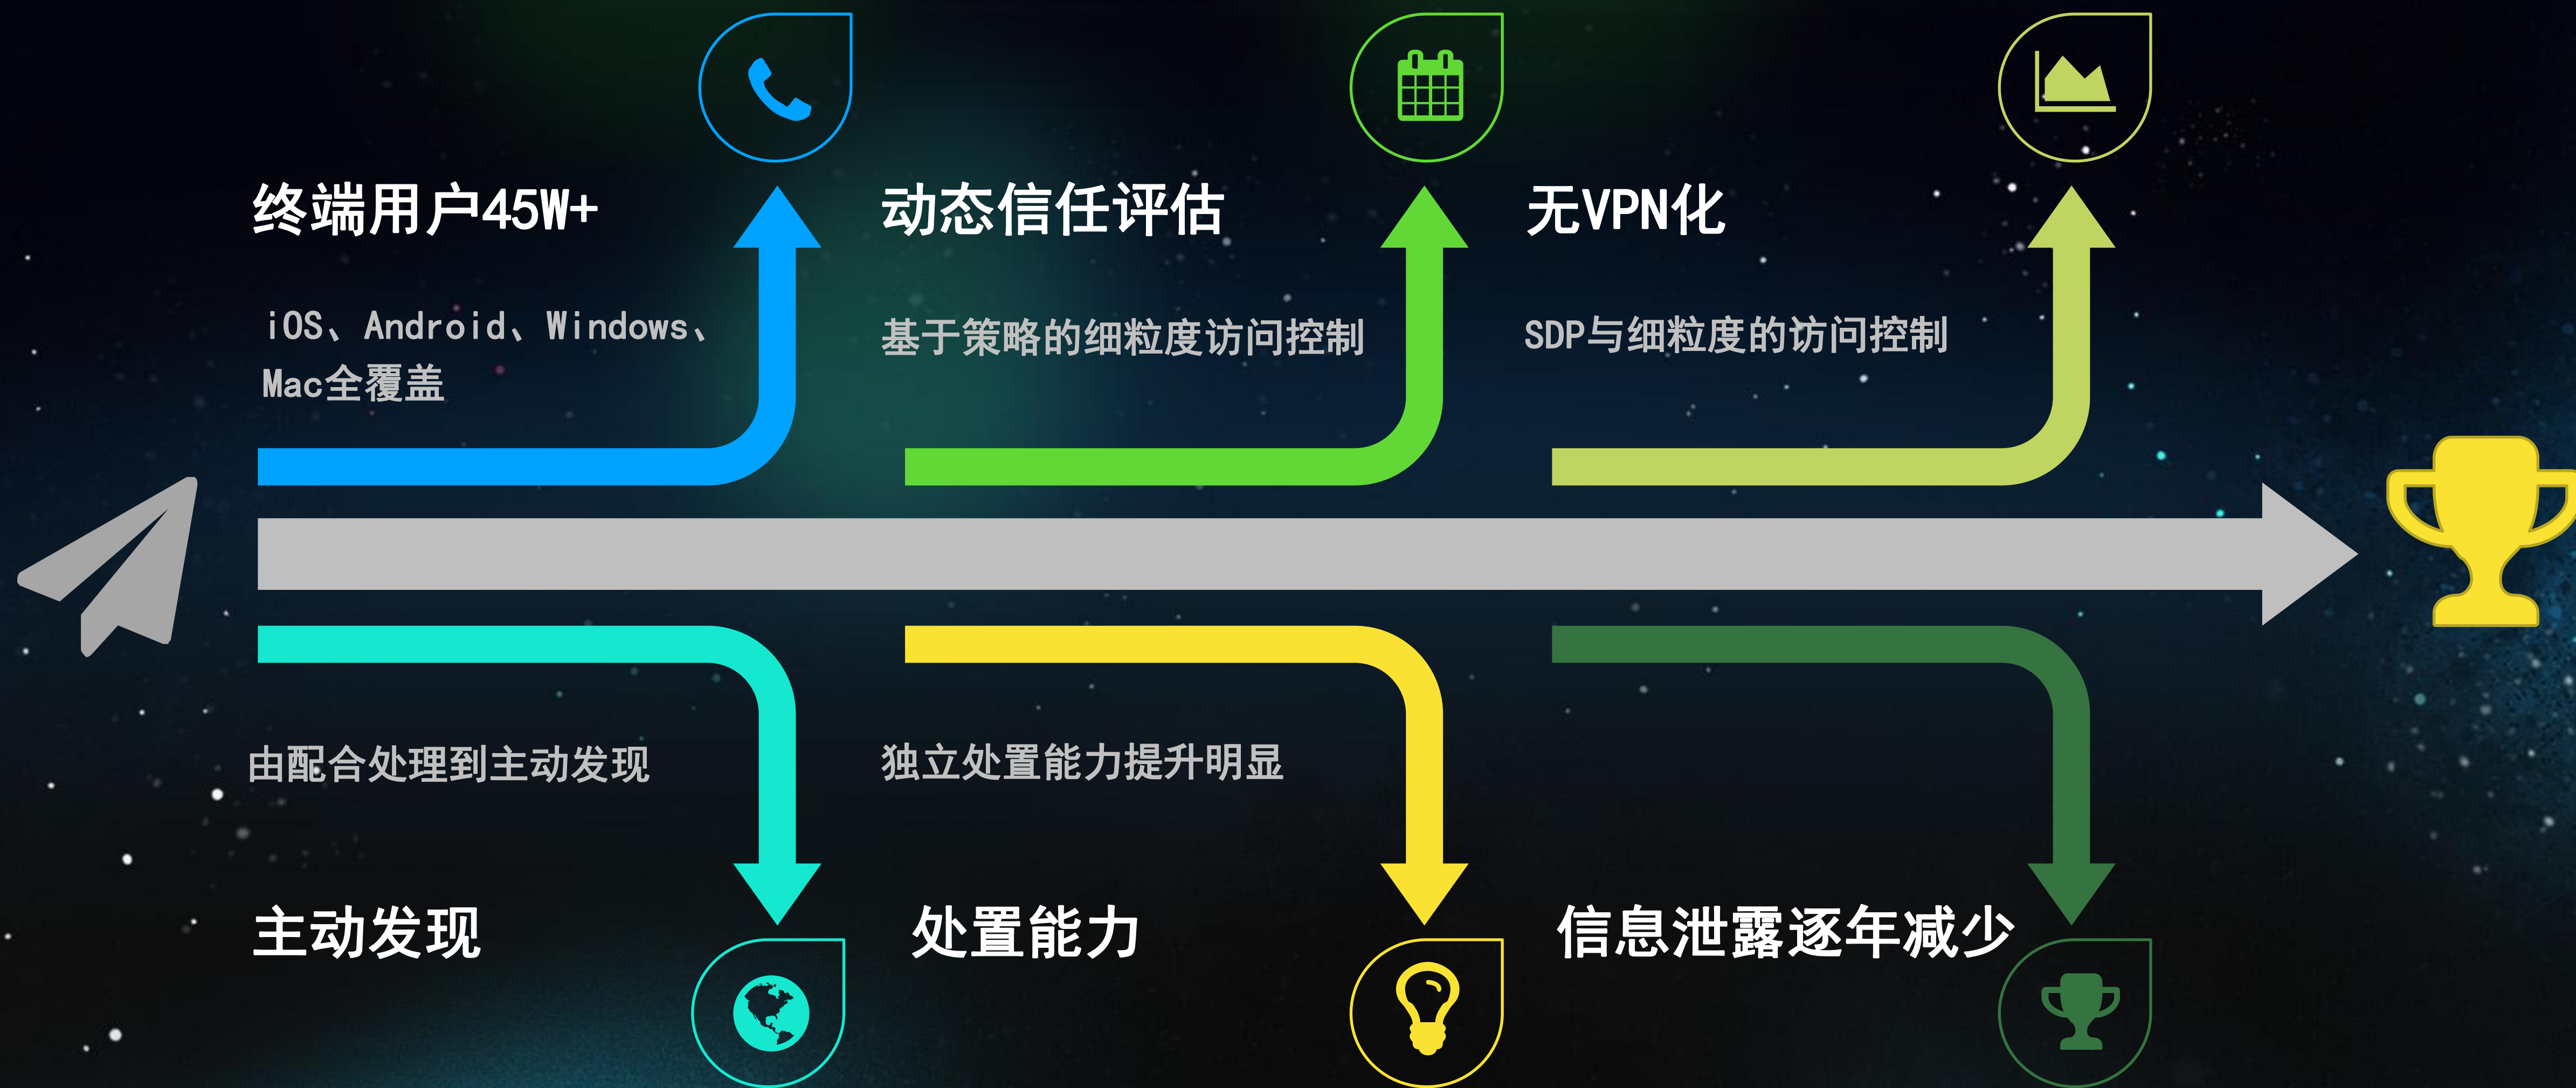 终端用户45W+
iOS、Android、Windows、
Mac全覆盖
动态信任评估
基于策略的细粒度访问控制
无VPN化
SDP与细粒度的访问控制
由配合处理到主动发现
主动发现
独立处置能力提升明显
处置能力
信息泄露逐年减少